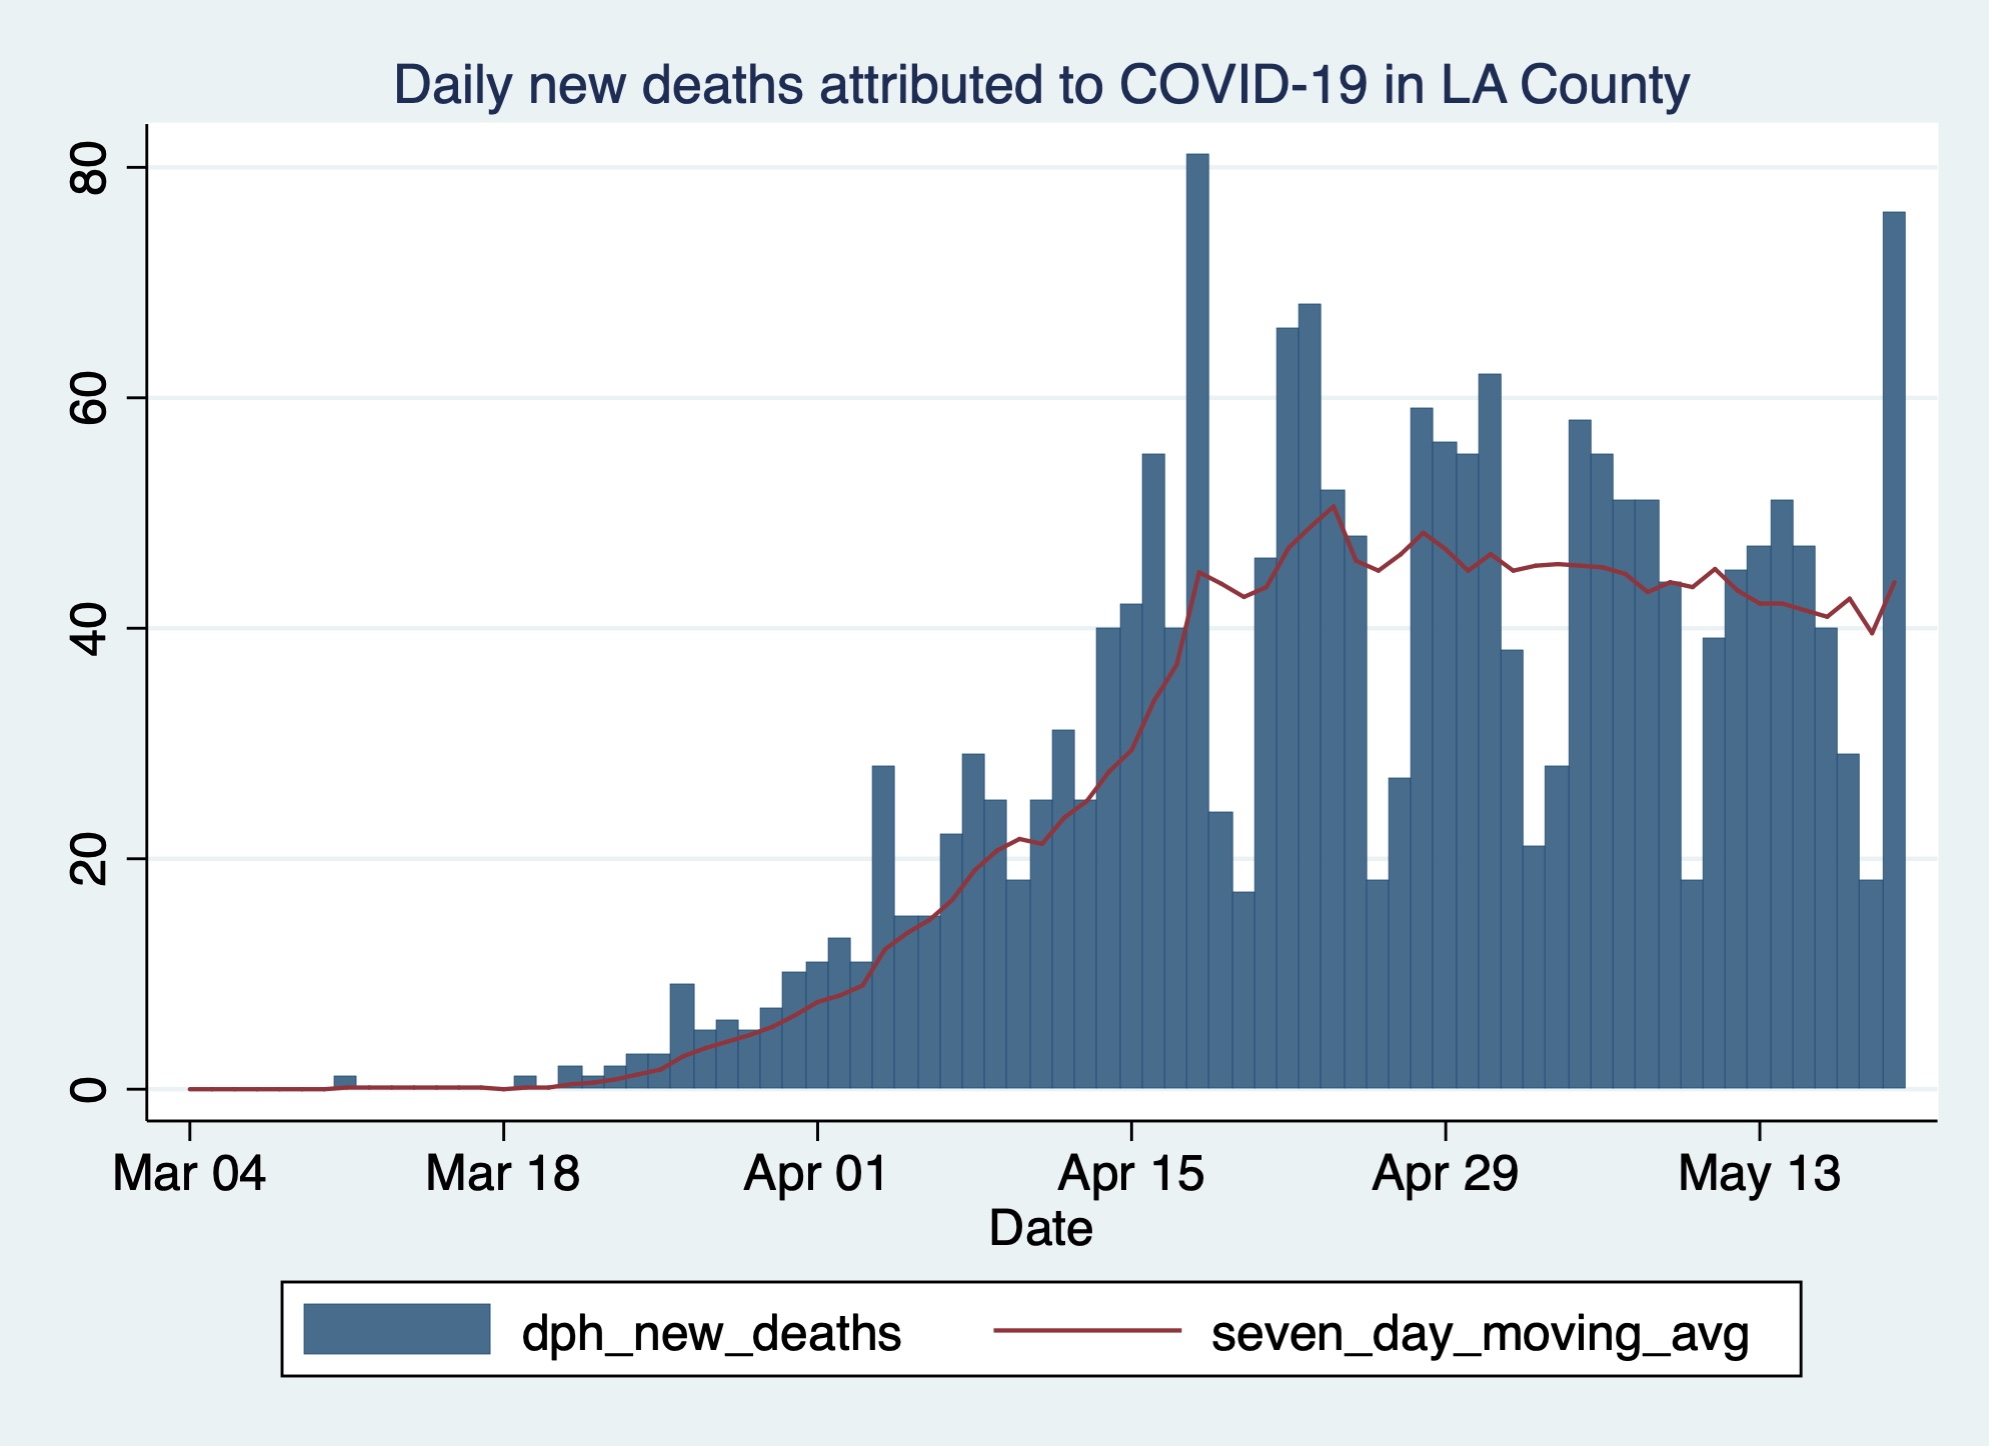 Daily new deaths attributed to COVID-19 in LA County
80
60
40
20
0
Mar 04 Mar 18 Apr 01 Apr 15 Apr 29 May 13
Date
dph_new_deaths seven_day_moving_avg